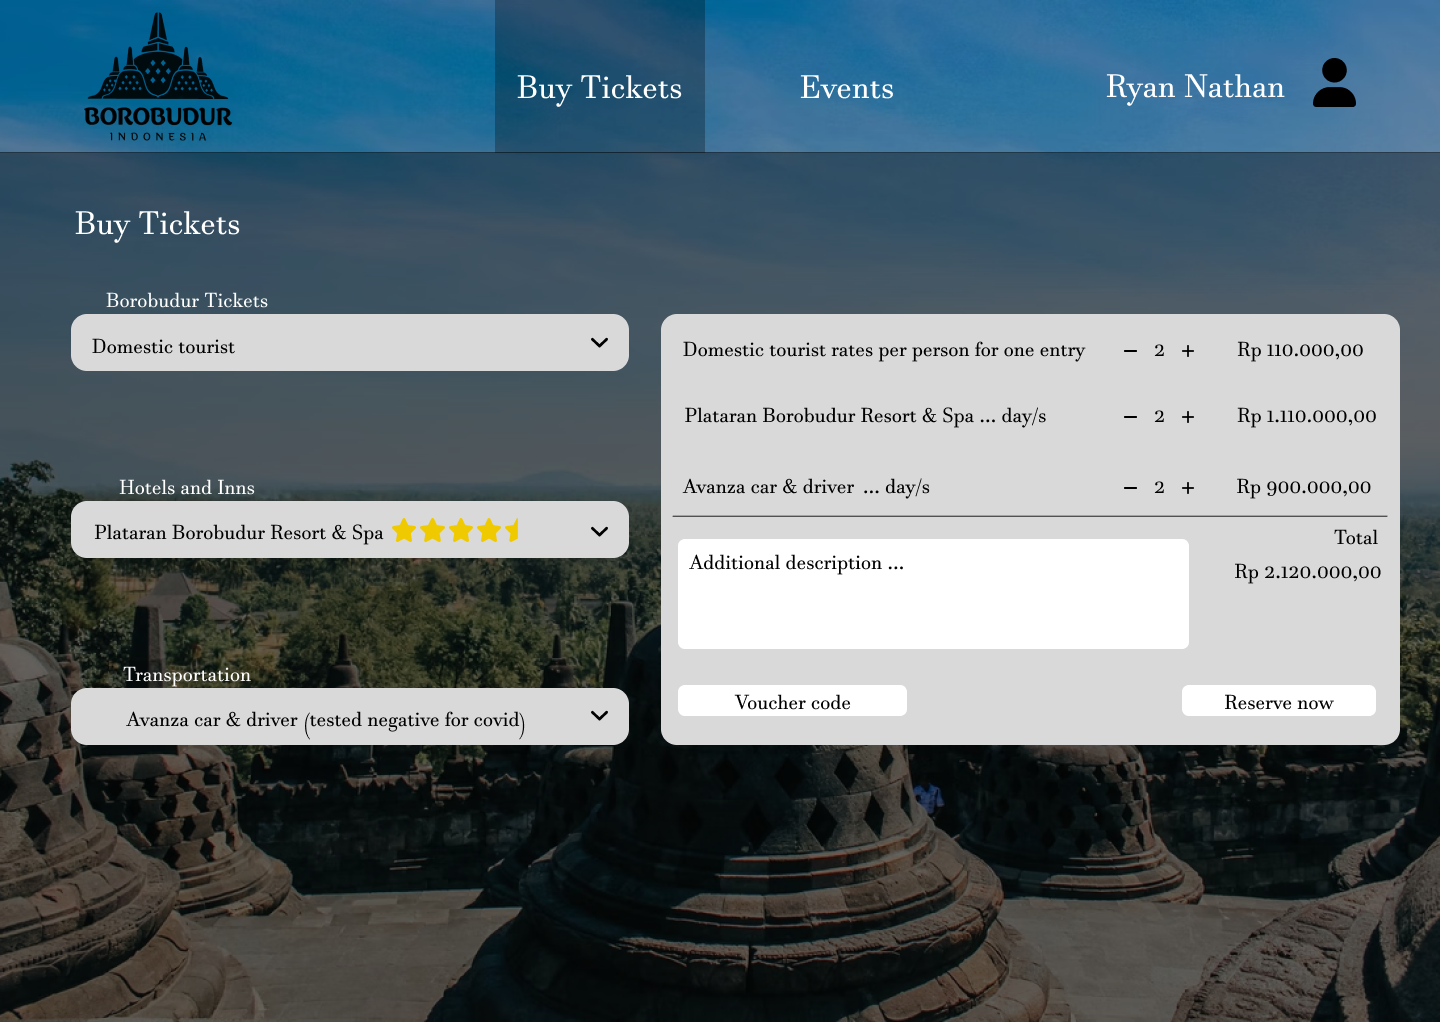 BOROBUDUR
INDONESIA
Buy Tickets
Events
Ryan Nathan
Buy Tickets
Borobudur Tickets
Domestic tourist
Hotels and Inns
Plataran Borobudur Resort & Spa
Transportation
Avanza car & driver (tested negative for covid)
Domestic tourist rates per person for one entry − 2 + Rp 110.000,00
Plataran Borobudur Resort & Spa ... day/s − 2 + Rp 1.110.000,00
Avanza car & driver ... day/s − 2 + Rp 900.000,00
Total
Rp 2.120.000,00
Additional description ...
Voucher code
Reserve now